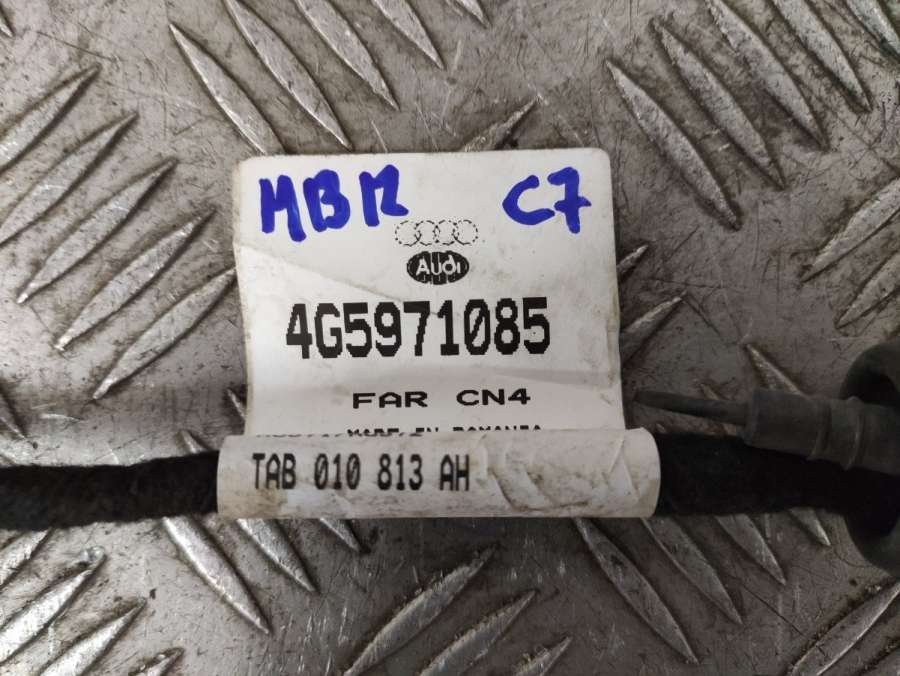 MBR C7
AUDI
4G5971085
FAR CN4
TAB 010 813 AH